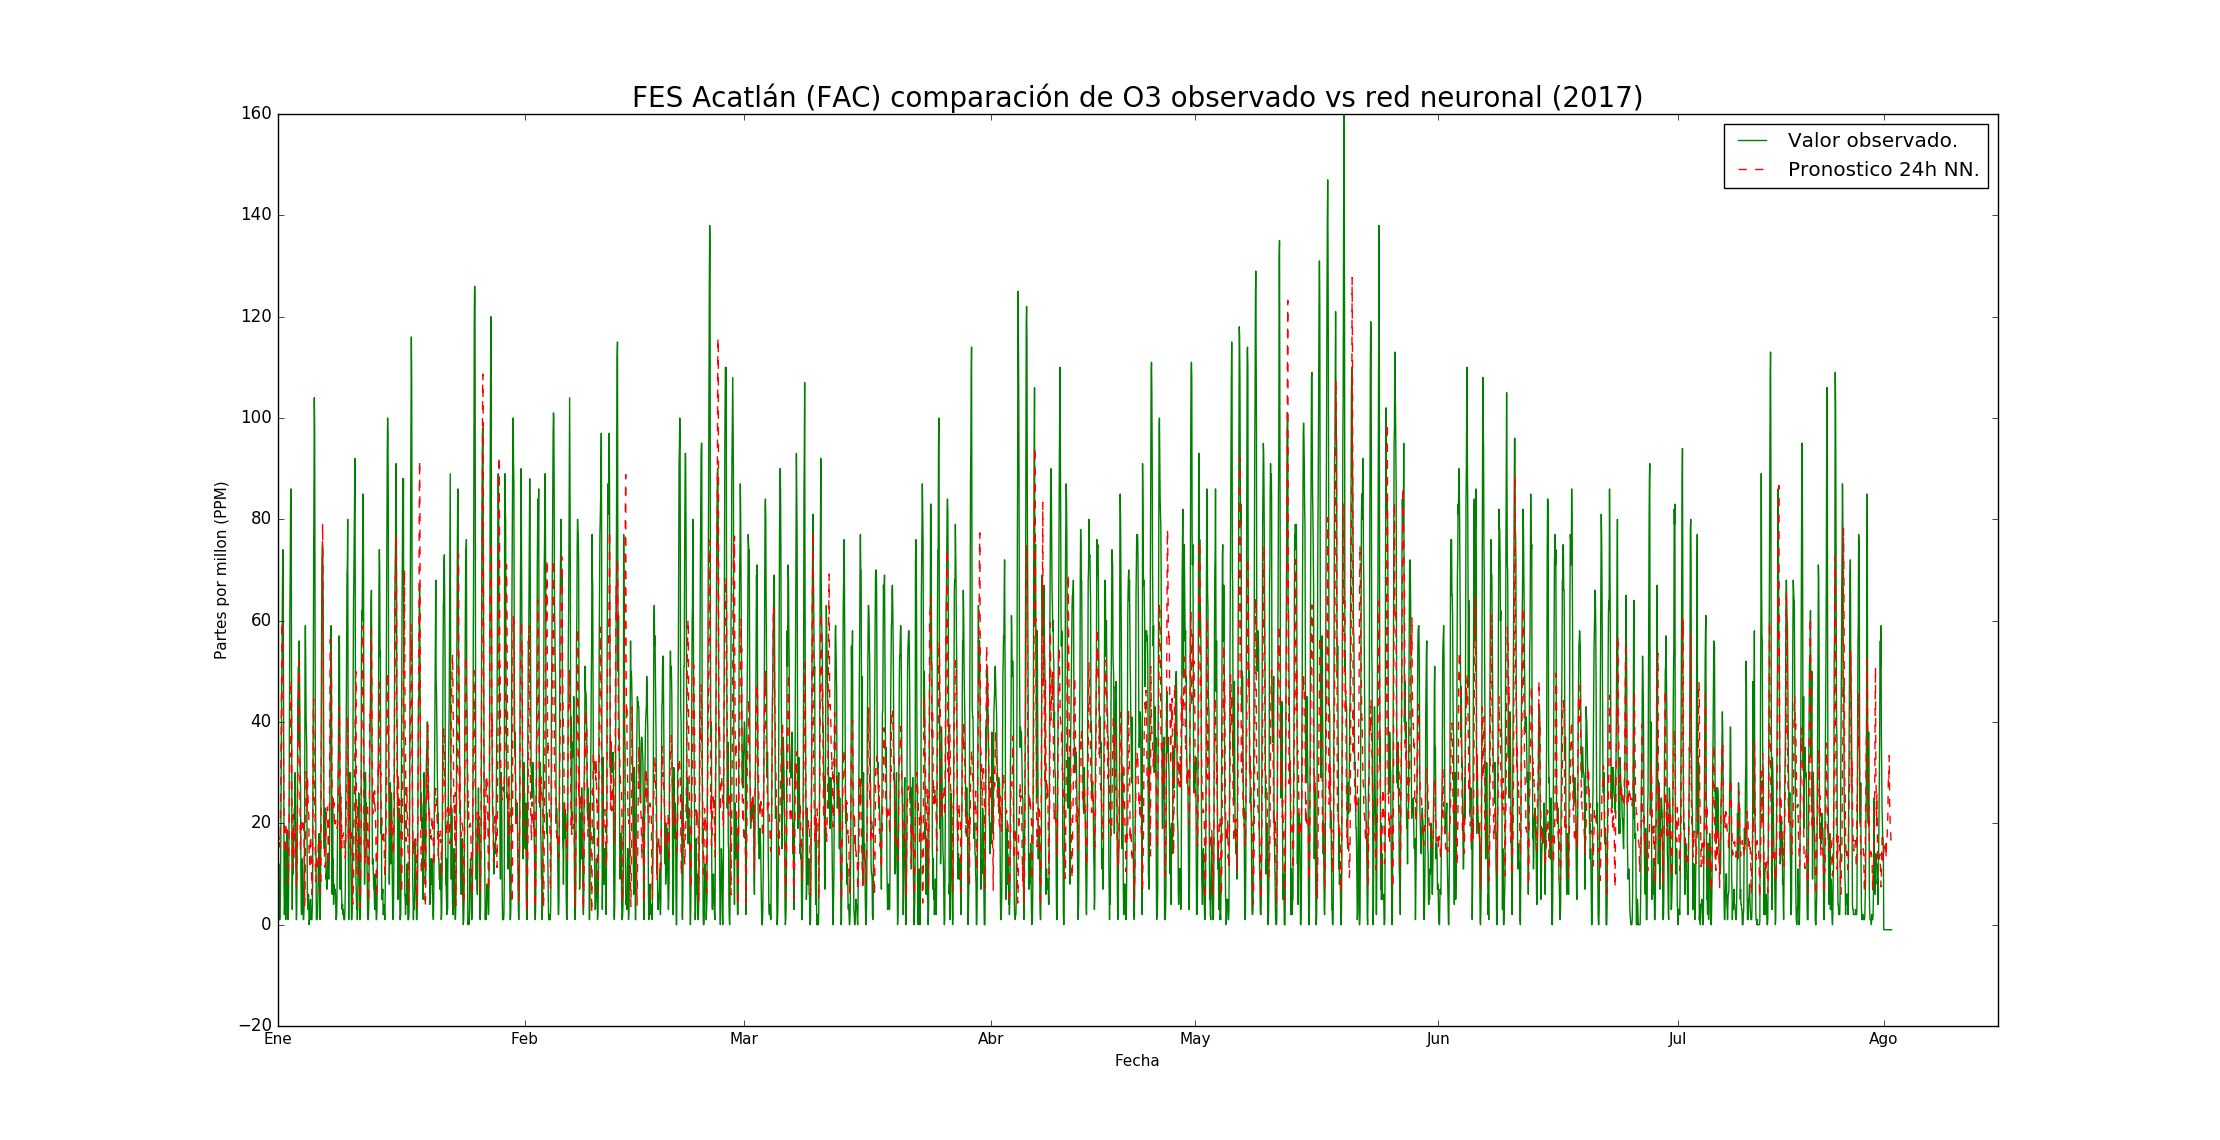 FES Acatlán (FAC) comparación de O3 observado vs red neuronal (2017)
Valor observado.
Pronostico 24h NN.
160
140
120
100
80
60
40
20
0
−20
Partes por millon (PPM)
Ene Feb Mar Abr May Jun Jul Ago
Fecha